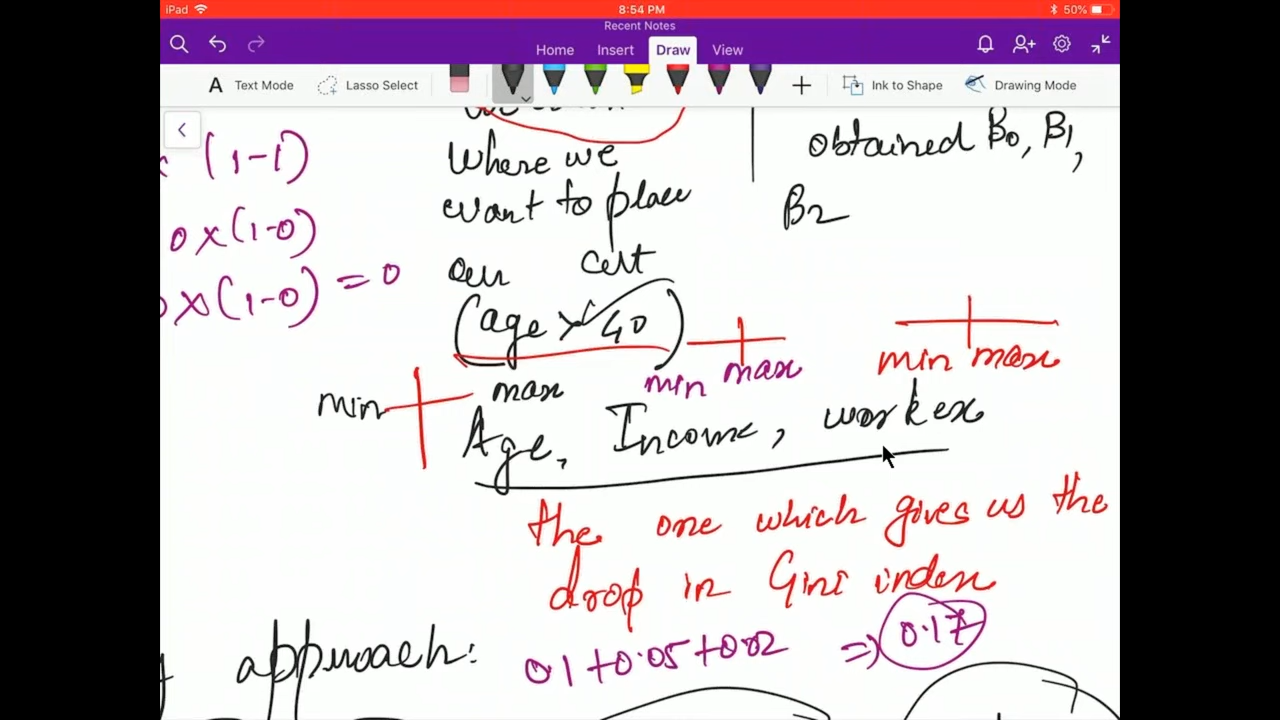 iPad
8:54 PM
50%
Recent Notes
Home Insert Draw View
A Text Mode Lasso Select Ink to Shape Drawing Mode
(1-1)
0x(1-0)
x(1-0) = 0
where we
want to place
our cut
(age > 40)
min max
min max
min max
Age, Income, workex
obtained β0, β1,
β2
the one which gives us the
drop in Gini index
approach:
0.1+0.05+0.02 => 0.17